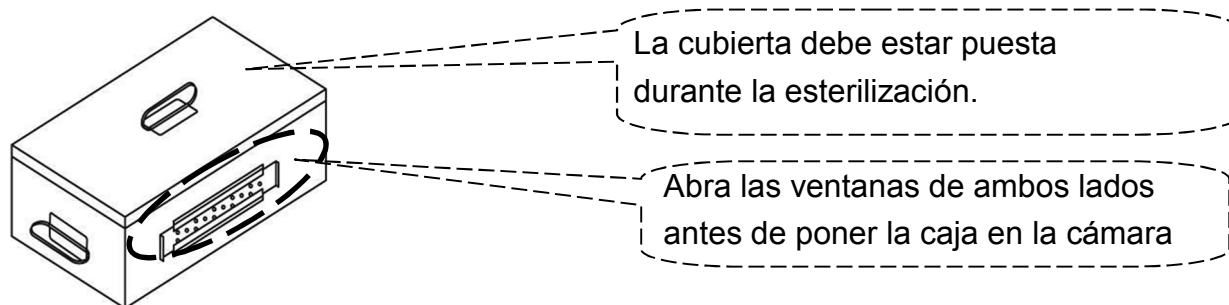 La cubierta debe estar puesta
durante la esterilización.
Abra las ventanas de ambos lados
antes de poner la caja en la cámara